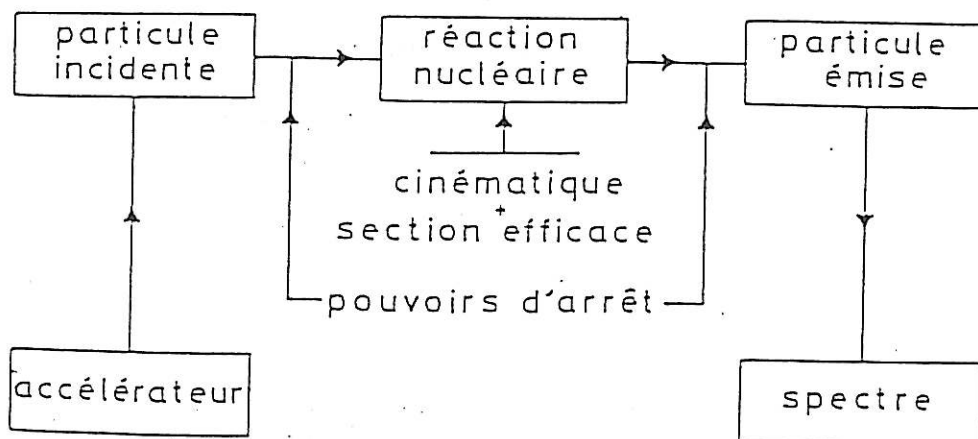 particule
incidente
réaction
nucléaire
particule
émise
cinématique
+
section efficace
pouvoirs d'arrêt
accélérateur
spectre